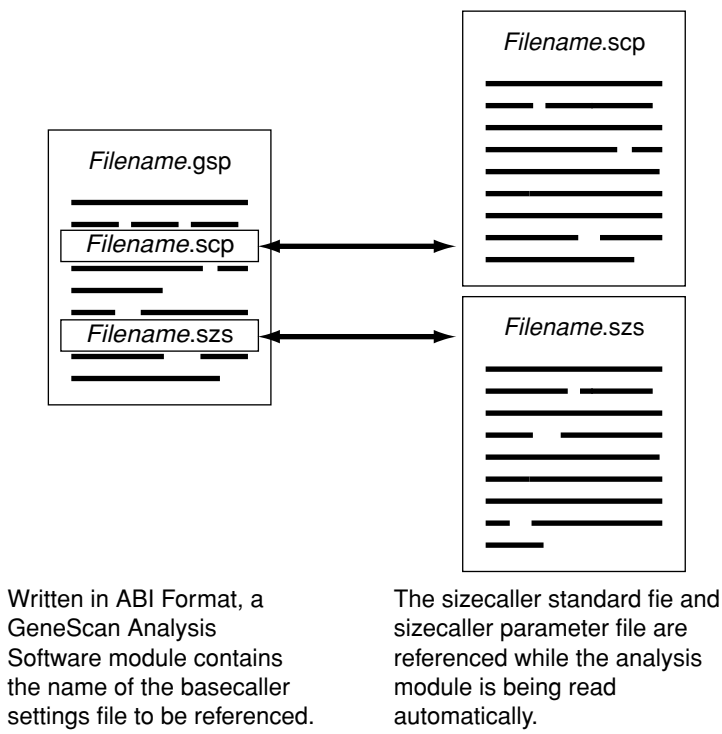 Filename.scp
Filename.gsp
Filename.scp
Filename.szs
Filename.szs
Written in ABI Format, a
GeneScan Analysis
Software module contains
the name of the basecaller
settings file to be referenced.
The sizecaller standard fie and
sizecaller parameter file are
referenced while the analysis
module is being read
automatically.